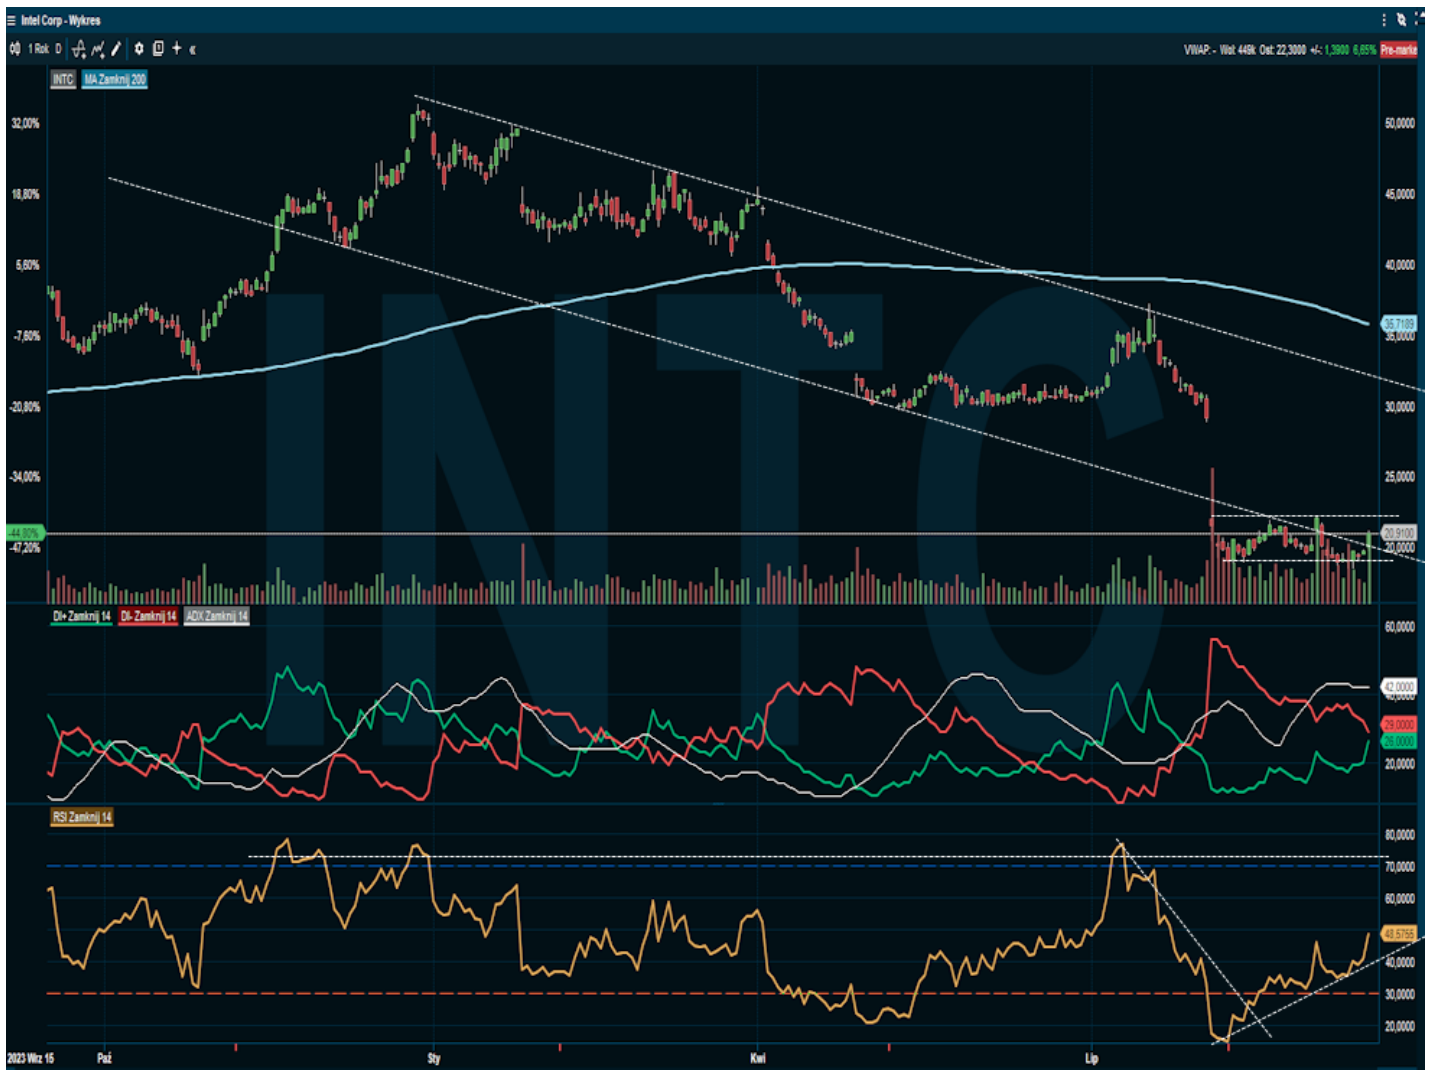 Intel Corp - Wykres
1 Rok D
VWAP: - Wol: 449k Ost: 22,3000 +/-: 1,3900 6,65% Pre-marke
INTC MA Zamknij 200
32,00% 50,0000
18,80% 45,0000
5,60% 40,0000
35,7189
-7,60% 35,0000
-20,80% 30,0000
-34,00% 25,0000
-44,80% 20,9100
-47,20% 20,0000
INTC
DI+ Zamknij 14 DI- Zamknij 14 ADX Zamknij 14
60,0000
42,0000
40,0000
29,0000
26,0000
20,0000
RSI Zamknij 14
80,0000
70,0000
60,0000
50,0000
48,5755
40,0000
30,0000
20,0000
2023 Wrz 15 Paź Sty Kwi Lip